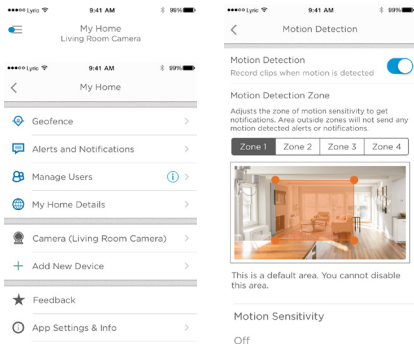 Lyric 9:41 AM 99%
My Home
Living Room Camera
Lyric 9:41 AM 99%
My Home
Geofence
Alerts and Notifications
Manage Users
My Home Details
Camera (Living Room Camera)
Add New Device
Feedback
App Settings & Info
Lyric 9:41 AM 99%
Motion Detection
Motion Detection
Record clips when motion is detected
Motion Detection Zone
Adjusts the zone of motion sensitivity to get
notifications. Area outside zones will not send any
motion detected alerts or notifications.
Zone 1 Zone 2 Zone 3 Zone 4
This is a default area. You cannot disable
this area.
Motion Sensitivity
Off